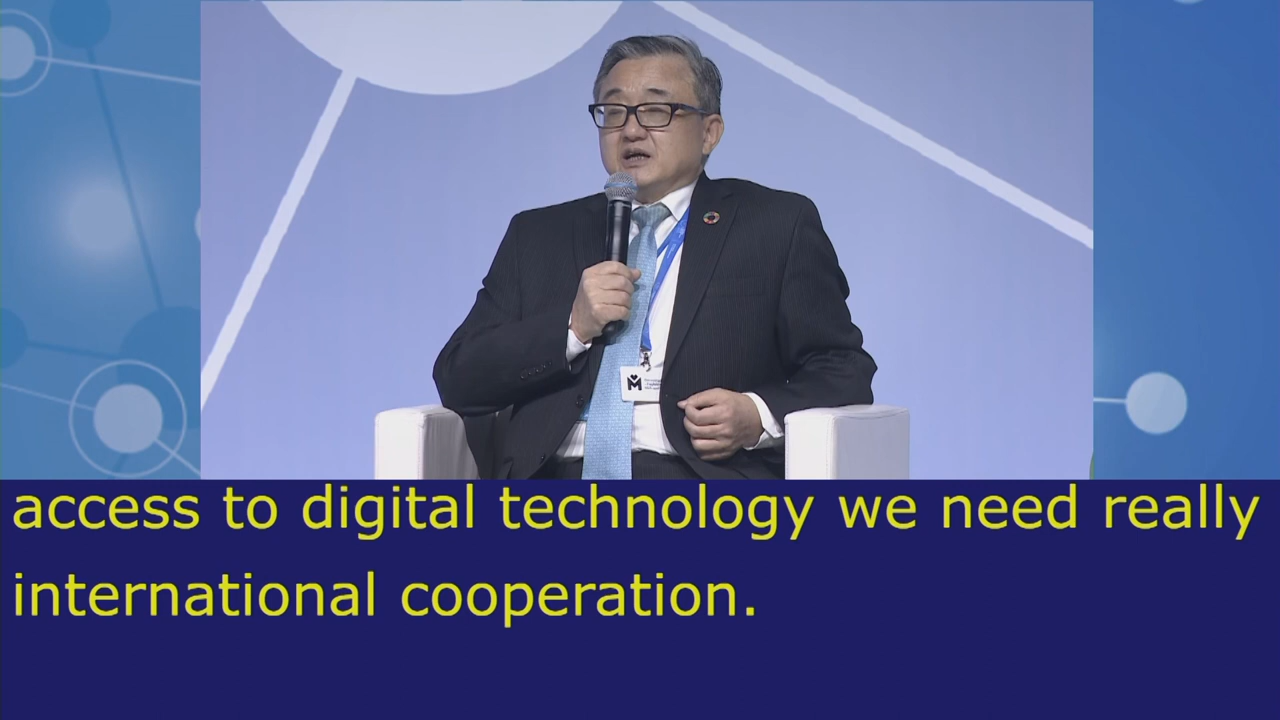 access to digital technology we need really
international cooperation.